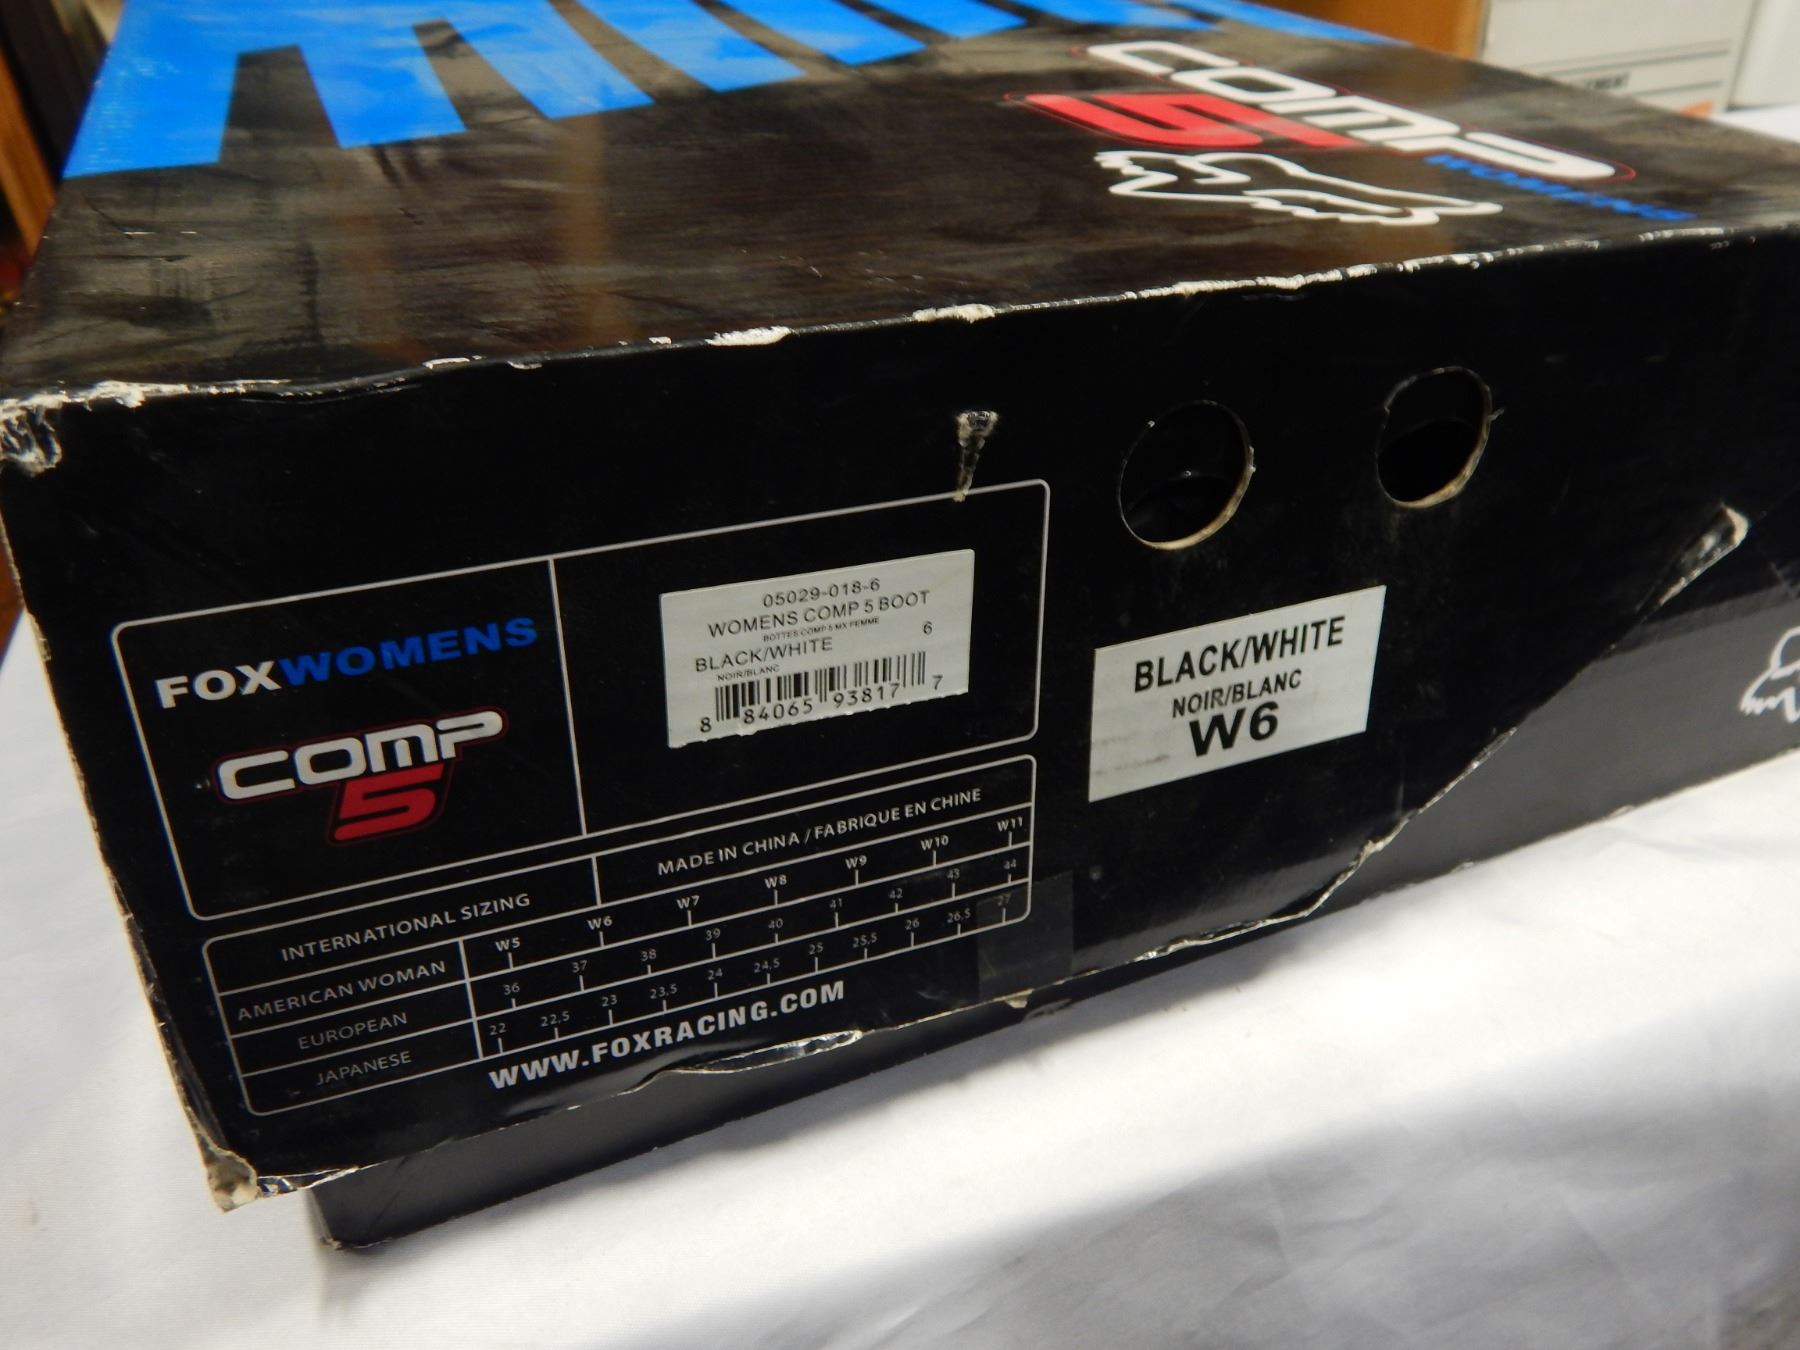 COMP
5
WOMENS
FOXWOMENS
COMP
5
05029-018-6
WOMENS COMP 5 BOOT
BOTTES COMP 5 MX FEMME
BLACK/WHITE 6
NOIR/BLANC
8 84065 93817 7
BLACK/WHITE
NOIR/BLANC
W6
INTERNATIONAL SIZING MADE IN CHINA / FABRIQUE EN CHINE
AMERICAN WOMAN W5 W6 W7 W8 W9 W10 W11
EUROPEAN 36 37 38 39 40 41 42 43 44
JAPANESE 22 22,5 23 23,5 24 24,5 25 25,5 26 26,5 27
WWW.FOXRACING.COM